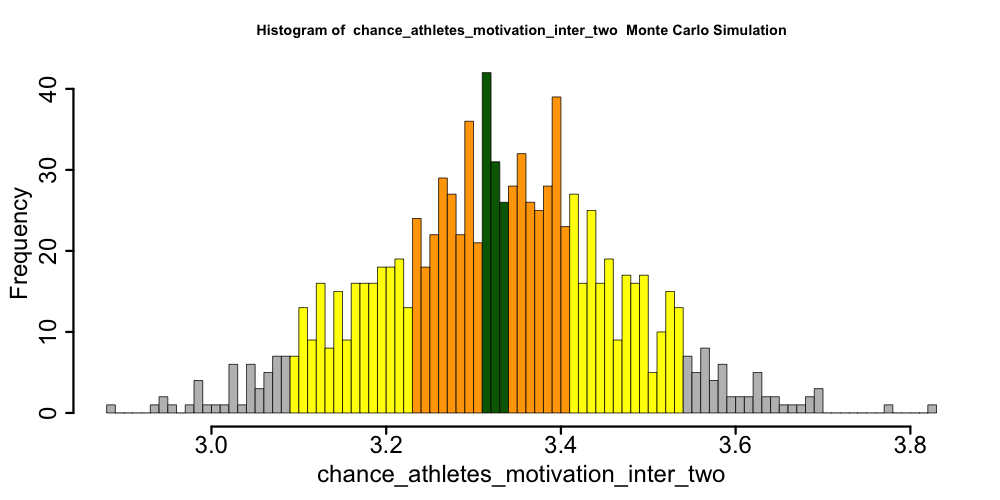 Histogram of chance_athletes_motivation_inter_two Monte Carlo Simulation
Frequency
40
30
20
10
0
3.0 3.2 3.4 3.6 3.8
chance_athletes_motivation_inter_two